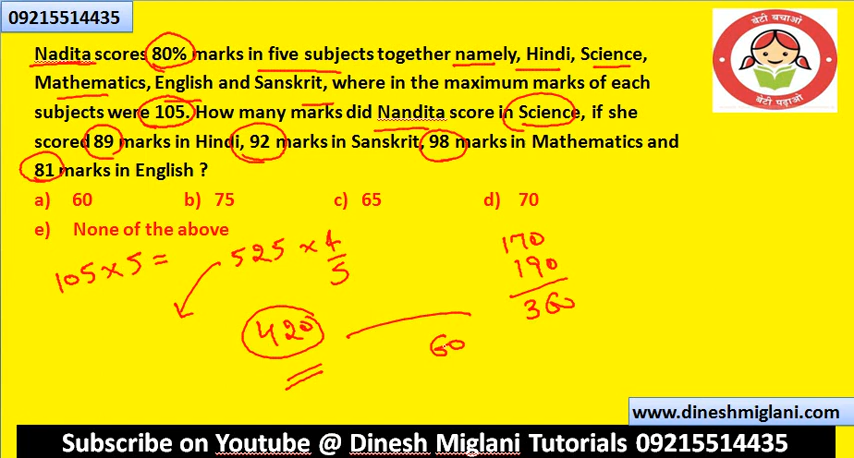 09215514435
बेटी बचाओ
Nadita scores 80% marks in five subjects together namely, Hindi, Science,
Mathematics, English and Sanskrit, where in the maximum marks of each
subjects were 105. How many marks did Nandita score in Science, if she
scored 89 marks in Hindi, 92 marks in Sanskrit, 98 marks in Mathematics and
81 marks in English ?
बेटी पढ़ाओ
a) 60 b) 75 c) 65 d) 70
e) None of the above
105 × 5 = 525 × 4/5
170
190
360
420
60
www.dineshmiglani.com
Subscribe on Youtube @ Dinesh Miglani Tutorials 09215514435